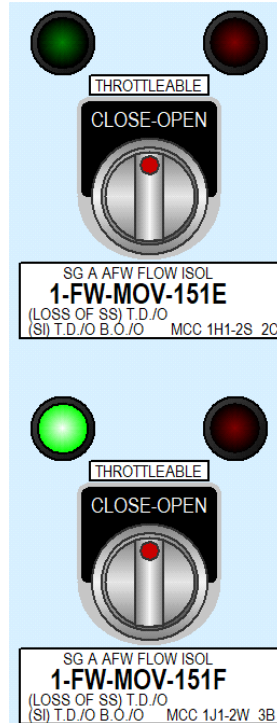 THROTTLEABLE
CLOSE-OPEN
SG A AFW FLOW ISOL
1-FW-MOV-151E
(LOSS OF SS) T.D./O
(SI) T.D./O B.O./O MCC 1H1-2S 2C
THROTTLEABLE
CLOSE-OPEN
SG A AFW FLOW ISOL
1-FW-MOV-151F
(LOSS OF SS) T.D./O
(SI) T.D./O B.O./O MCC 1J1-2W 3B